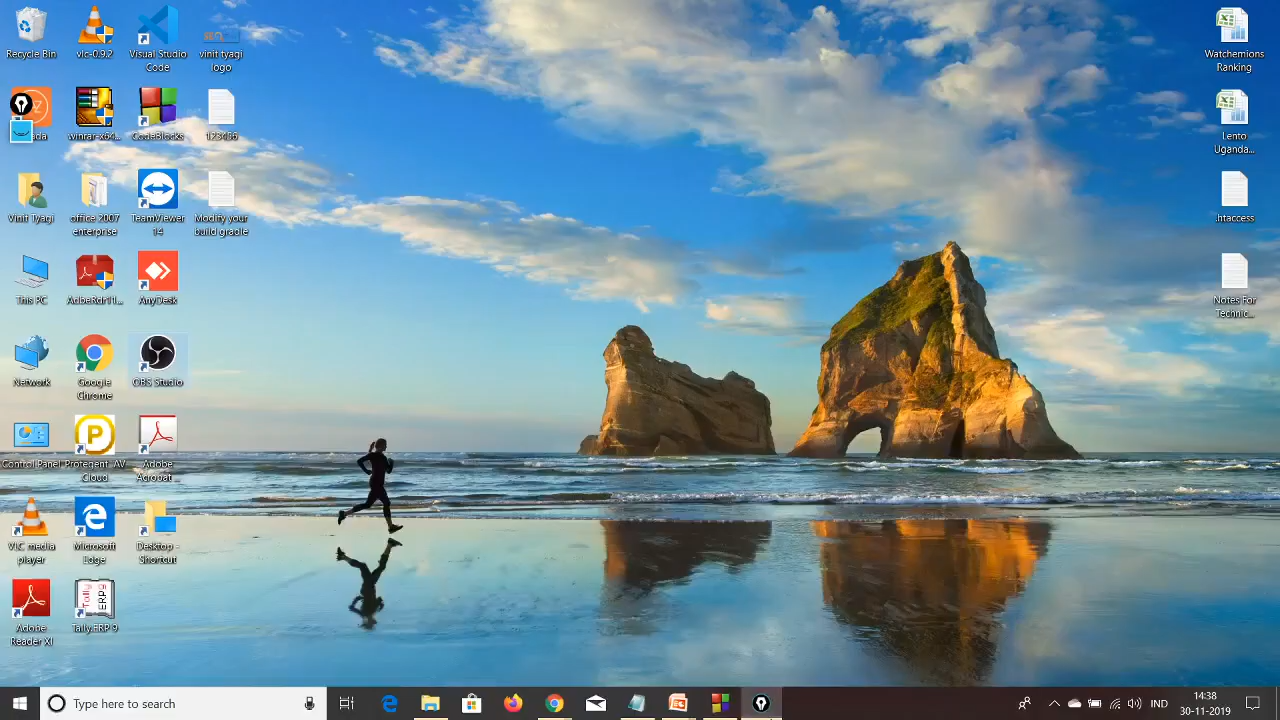 Recycle Bin
vlc-0.9.2
Visual Studio
Code
vinit tyagi
logo
winrar-x64...
CodeBlocks
123456
Vinit Tyagi
office 2007
enterprise
TeamViewer
14
Modify your
build gradle
This PC
AdbeRdr11...
AnyDesk
Network
Google
Chrome
OBS Studio
Control Panel
Protegent_AV
Cloud
Adobe
Acrobat
VLC media
player
Microsoft
Edge
Desktop -
Shortcut
Adobe
Reader XI
Tally.ERP 9
Watchemions
Ranking
Lento
Uganda...
.htaccess
Notes For
Technic...
Type here to search
IND
14:38
30-11-2019